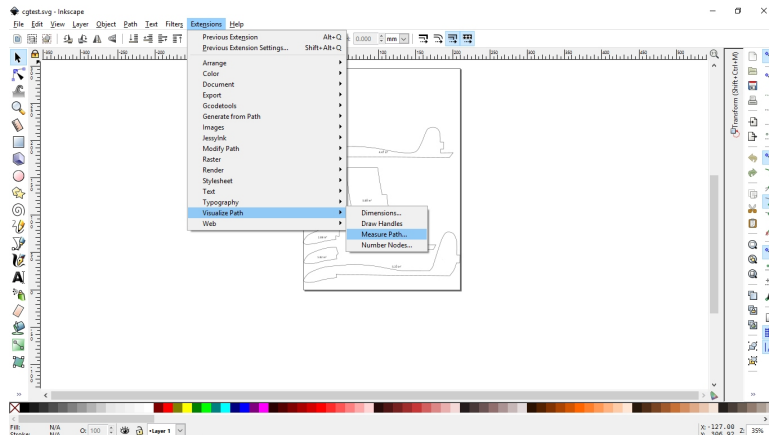 cgtest.svg - Inkscape
File Edit View Layer Object Path Text Filters Extensions Help
0.000 mm
Previous Extension Alt+Q
Previous Extension Settings... Shift+Alt+Q
Arrange
Color
Document
Export
Gcodetools
Generate from Path
Images
JessyInk
Modify Path
Raster
Render
Stylesheet
Text
Typography
Visualize Path
Web
Dimensions...
Draw Handles
Measure Path...
Number Nodes...
Transform (Shift+Ctrl+M)
Fill: N/A
Stroke: N/A
O: 100
•Layer 1
X: -127.00
Z: 35%